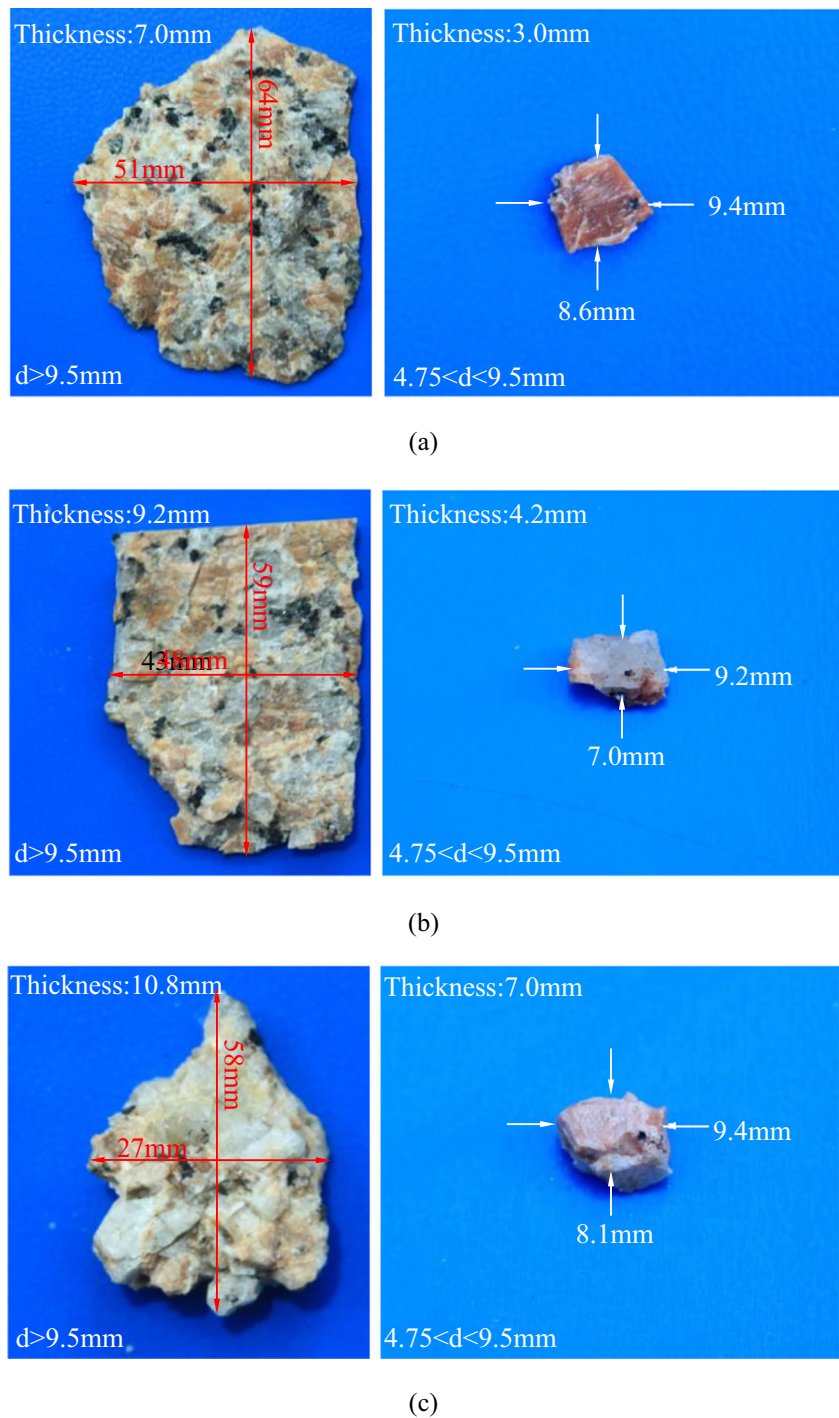 Thickness:7.0mm
64mm
51mm
d>9.5mm
Thickness:3.0mm
9.4mm
8.6mm
4.75<d<9.5mm
(a)
Thickness:9.2mm
59mm
43mm
48mm
d>9.5mm
Thickness:4.2mm
9.2mm
7.0mm
4.75<d<9.5mm
(b)
Thickness:10.8mm
58mm
27mm
d>9.5mm
Thickness:7.0mm
9.4mm
8.1mm
4.75<d<9.5mm
(c)